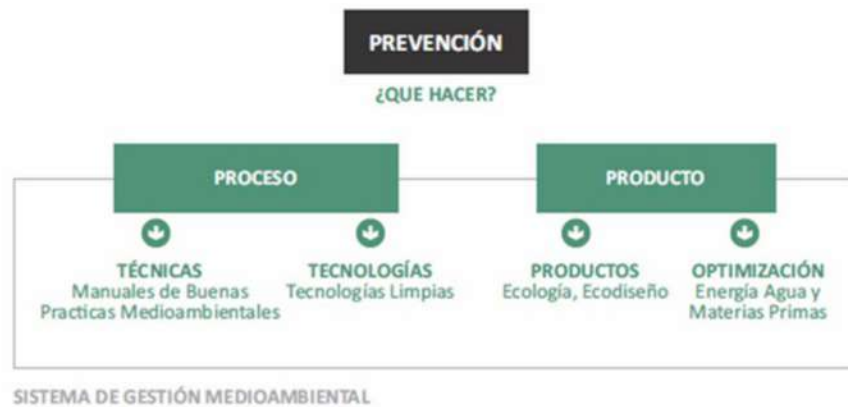 PREVENCIÓN
¿QUE HACER?
PROCESO
PRODUCTO
TÉCNICAS
Manuales de Buenas
Practicas Medioambientales
TECNOLOGÍAS
Tecnologías Limpias
PRODUCTOS
Ecología, Ecodiseño
OPTIMIZACIÓN
Energía Agua y
Materias Primas
SISTEMA DE GESTIÓN MEDIOAMBIENTAL